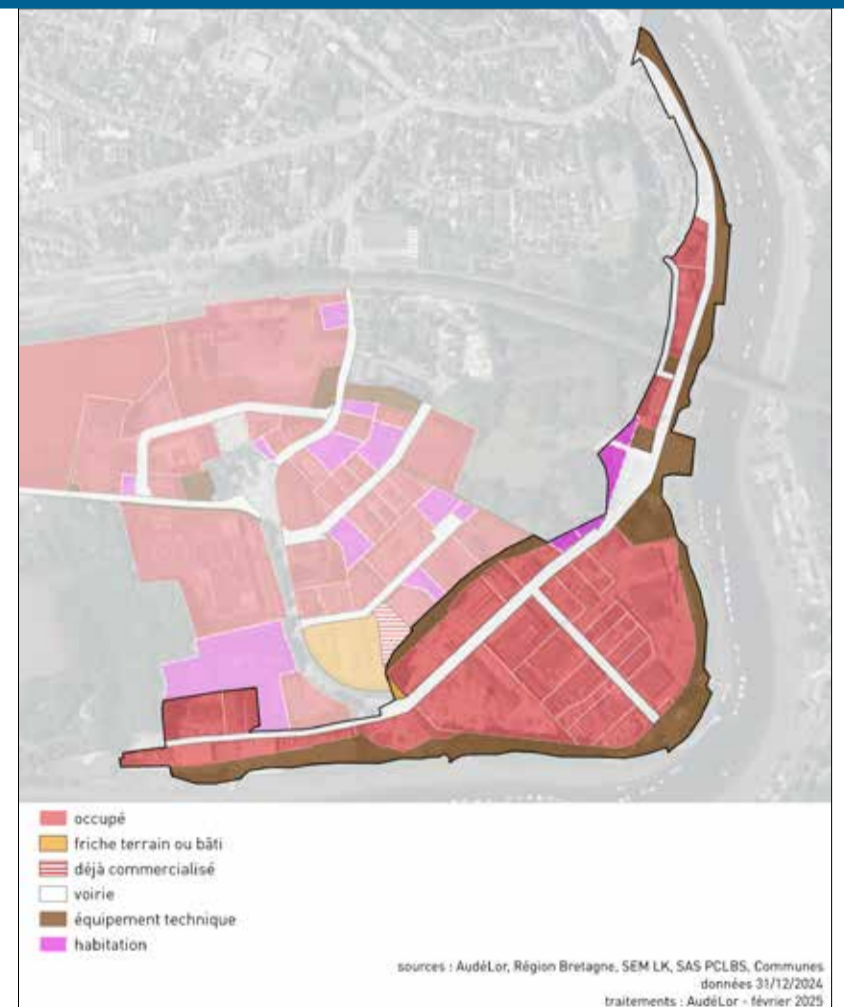 occupé
friche terrain ou bâti
déjà commercialisé
voirie
équipement technique
habitation
sources : AudéLor, Région Bretagne, SEM LK, SAS PCLBS, Communes
données 31/12/2024
traitements : AudéLor - février 2025